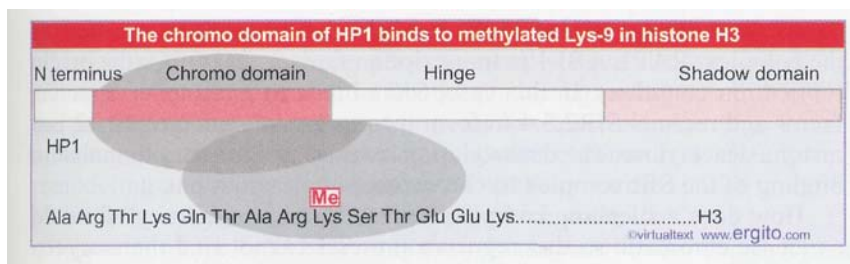 The chromo domain of HP1 binds to methylated Lys-9 in histone H3
N terminus Chromo domain Hinge Shadow domain
HP1
Me
Ala Arg Thr Lys Gln Thr Ala Arg Lys Ser Thr Glu Glu Lys..................H3
©virtualtext www.ergito.com